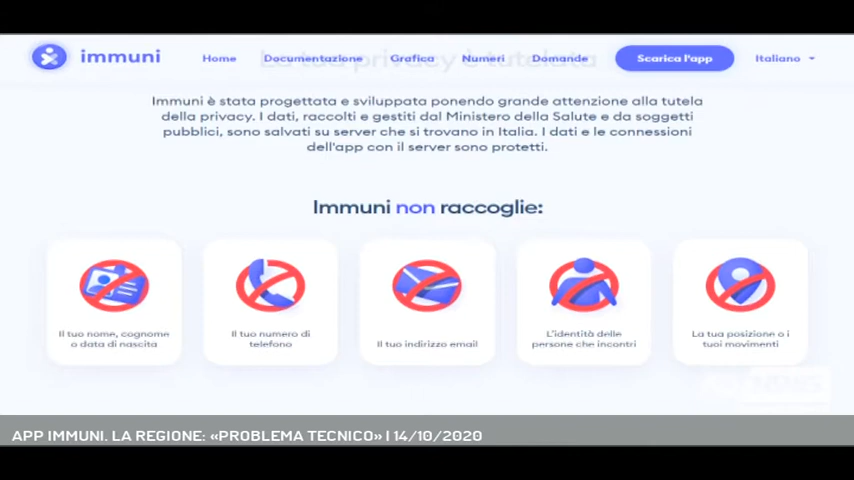 immuni
Home Documentazione Grafica Numeri Domande Scarica l'app Italiano
La tua privacy è tutelata
Immuni è stata progettata e sviluppata ponendo grande attenzione alla tutela
della privacy. I dati, raccolti e gestiti dal Ministero della Salute e da soggetti
pubblici, sono salvati su server che si trovano in Italia. I dati e le connessioni
dell'app con il server sono protetti.
Immuni non raccoglie:
Il tuo nome, cognome
o data di nascita
Il tuo numero di
telefono
Il tuo indirizzo email
L'identità delle
persone che incontri
La tua posizione o i
tuoi movimenti
APP IMMUNI. LA REGIONE: «PROBLEMA TECNICO» | 14/10/2020